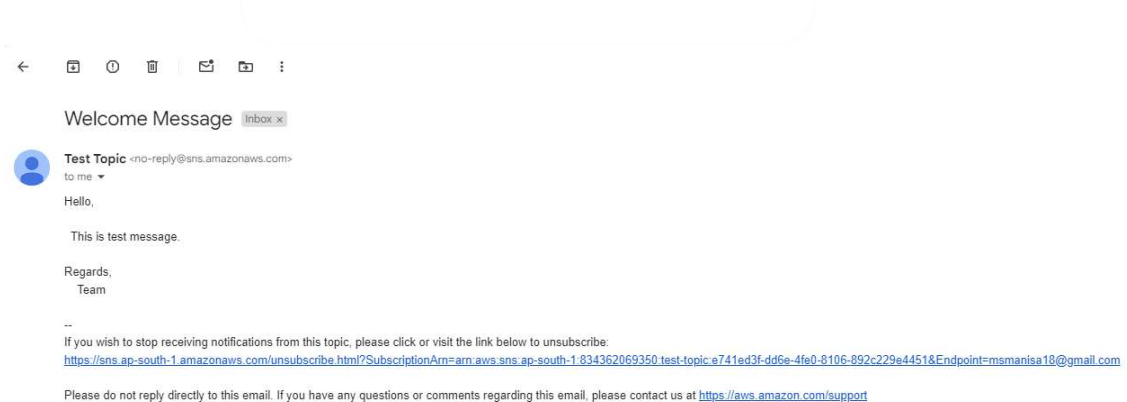 Welcome Message Inbox ×
Test Topic <no-reply@sns.amazonaws.com>
to me
Hello,
This is test message.
Regards,
Team
--
If you wish to stop receiving notifications from this topic, please click or visit the link below to unsubscribe:
https://sns.ap-south-1.amazonaws.com/unsubscribe.html?SubscriptionArn=arn:aws:sns:ap-south-1:834362069350:test-topic:e741ed3f-dd6e-4fe0-8106-892c229e4451&Endpoint=msmanisa18@gmail.com
Please do not reply directly to this email. If you have any questions or comments regarding this email, please contact us at https://aws.amazon.com/support